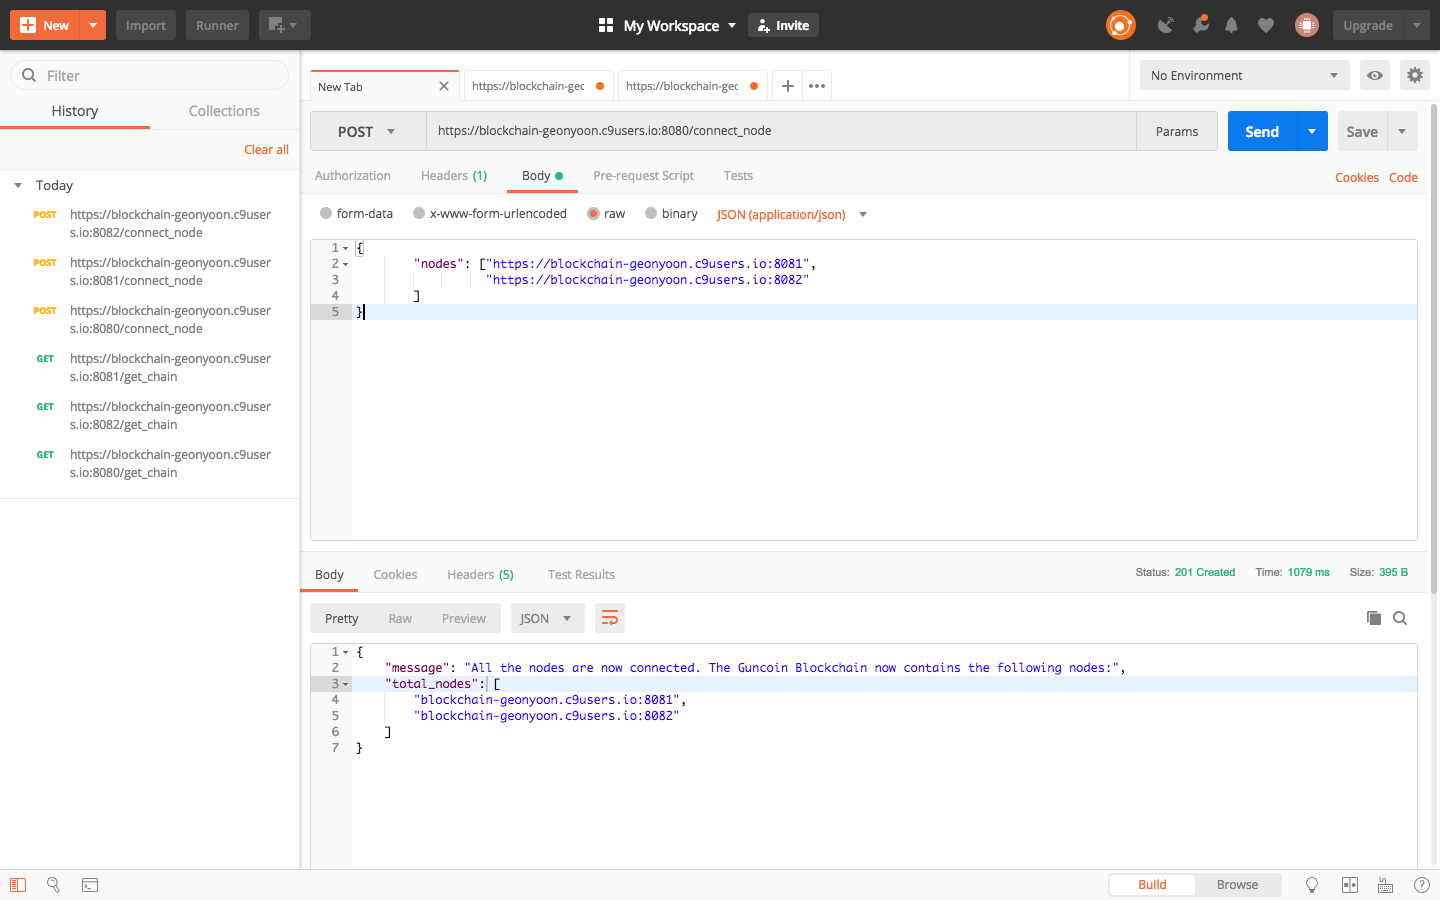 New
Import
Runner
My Workspace
Invite
Upgrade
Filter
History
Collections
Clear all
Today
POST https://blockchain-geonyoon.c9user
s.io:8082/connect_node
POST https://blockchain-geonyoon.c9user
s.io:8081/connect_node
POST https://blockchain-geonyoon.c9user
s.io:8080/connect_node
GET https://blockchain-geonyoon.c9user
s.io:8081/get_chain
GET https://blockchain-geonyoon.c9user
s.io:8082/get_chain
GET https://blockchain-geonyoon.c9user
s.io:8080/get_chain
New Tab
https://blockchain-geo
https://blockchain-geo
No Environment
POST
https://blockchain-geonyoon.c9users.io:8080/connect_node
Params
Send
Save
Authorization
Headers (1)
Body
Pre-request Script
Tests
Cookies
Code
form-data
x-www-form-urlencoded
raw
binary
JSON (application/json)
1 {
2 "nodes": ["https://blockchain-geonyoon.c9users.io:8081",
3 "https://blockchain-geonyoon.c9users.io:8082"
4 ]
5 }
Body
Cookies
Headers (5)
Test Results
Status: 201 Created
Time: 1079 ms
Size: 395 B
Pretty
Raw
Preview
JSON
1 {
2 "message": "All the nodes are now connected. The Guncoin Blockchain now contains the following nodes:",
3 "total_nodes": [
4 "blockchain-geonyoon.c9users.io:8081",
5 "blockchain-geonyoon.c9users.io:8082"
6 ]
7 }
Build
Browse